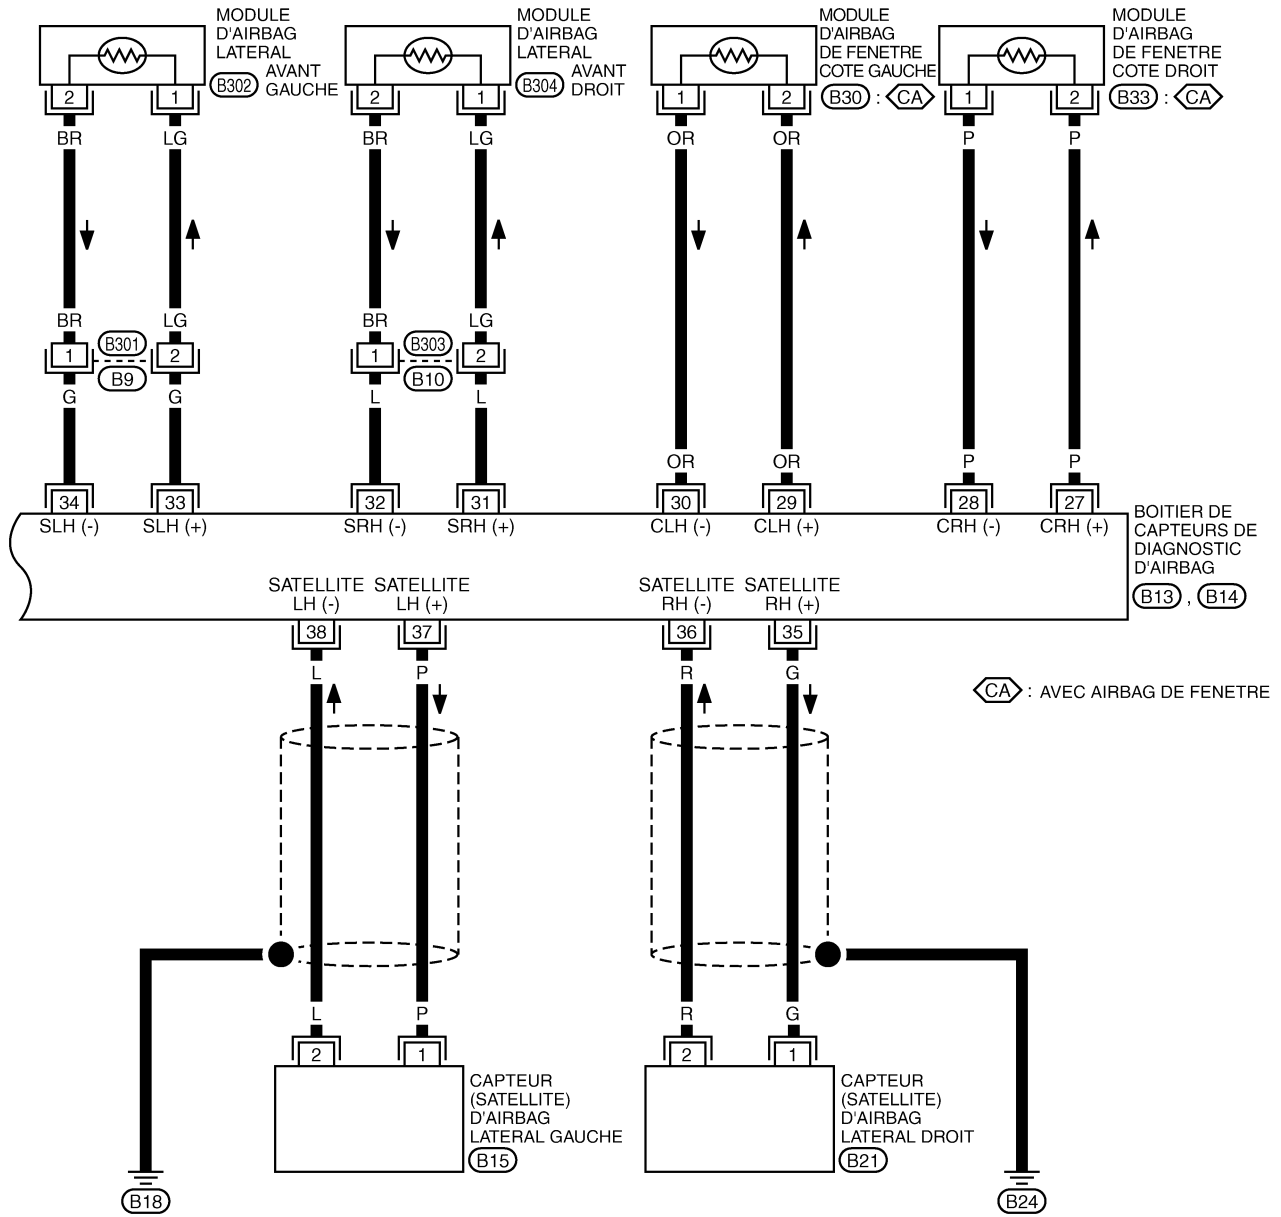 MODULE
D'AIRBAG
LATERAL
B302 AVANT
GAUCHE
MODULE
D'AIRBAG
LATERAL
B304 AVANT
DROIT
MODULE
D'AIRBAG
DE FENETRE
COTE GAUCHE
B30 : CA
MODULE
D'AIRBAG
DE FENETRE
COTE DROIT
B33 : CA
2 1 2 1 1 2 1 2
BR LG BR LG OR OR P P
BR LG BR LG
B301 B303
1 2 1 2
B9 B10
G G L L
OR OR P P
34 33 32 31 30 29 28 27
SLH (-) SLH (+) SRH (-) SRH (+) CLH (-) CLH (+) CRH (-) CRH (+)
BOITIER DE
CAPTEURS DE
DIAGNOSTIC
D'AIRBAG
B13 , B14
SATELLITE SATELLITE SATELLITE SATELLITE
LH (-) LH (+) RH (-) RH (+)
38 37 36 35
L P R G
CA : AVEC AIRBAG DE FENETRE
L P R G
2 1 2 1
CAPTEUR
(SATELLITE)
D'AIRBAG
LATERAL GAUCHE
B15
CAPTEUR
(SATELLITE)
D'AIRBAG
LATERAL DROIT
B21
B18 B24